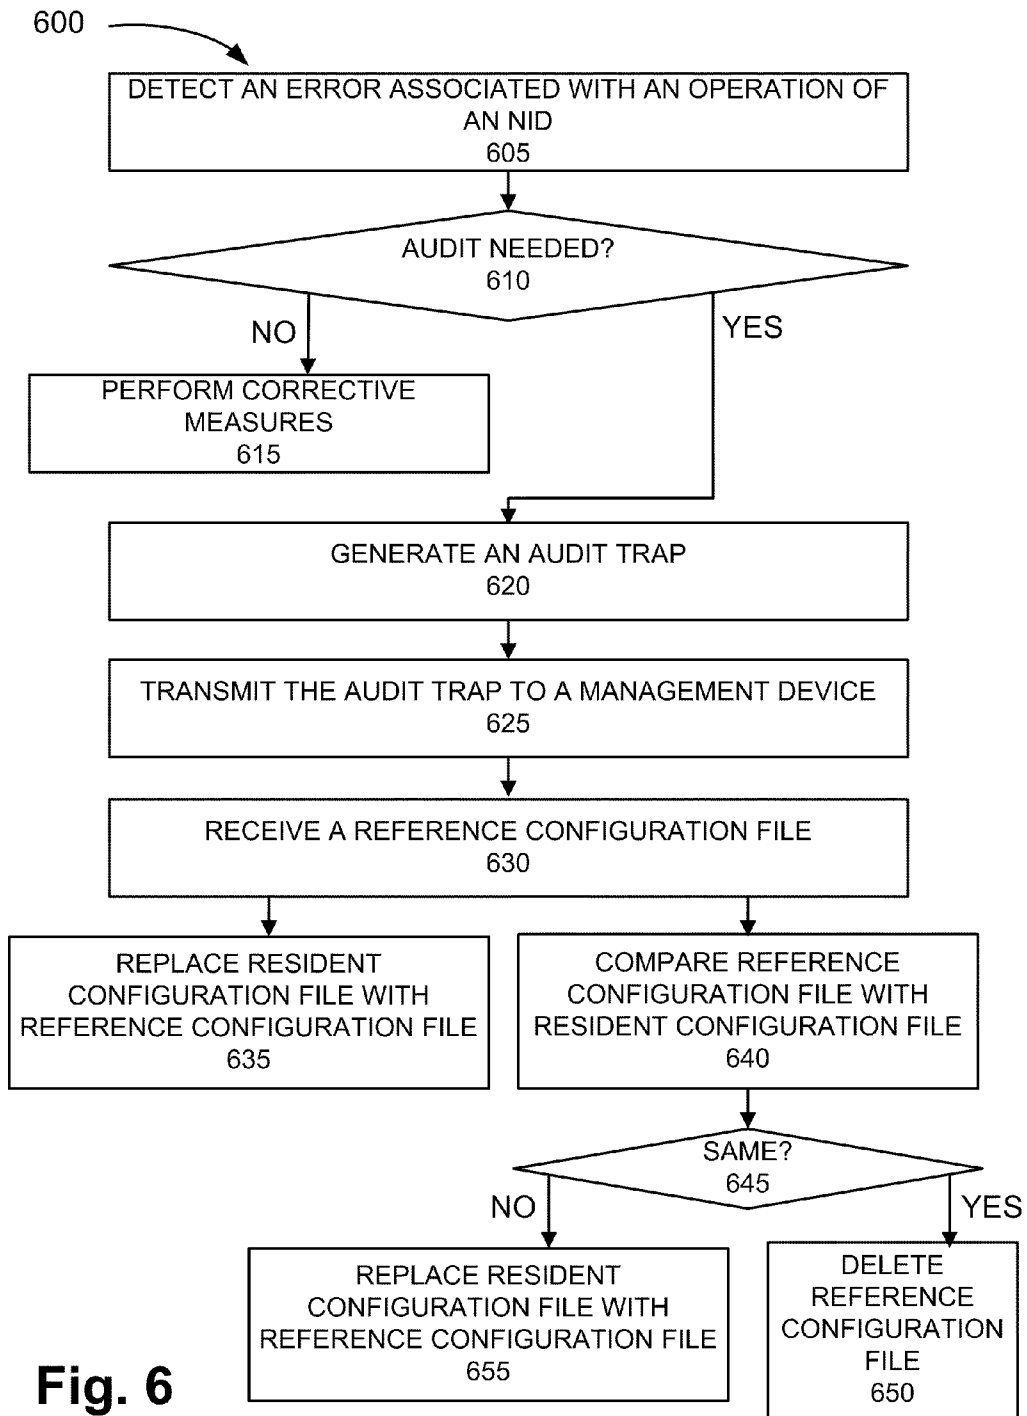 600
DETECT AN ERROR ASSOCIATED WITH AN OPERATION OF
AN NID
605
AUDIT NEEDED?
610
NO
YES
PERFORM CORRECTIVE
MEASURES
615
GENERATE AN AUDIT TRAP
620
TRANSMIT THE AUDIT TRAP TO A MANAGEMENT DEVICE
625
RECEIVE A REFERENCE CONFIGURATION FILE
630
REPLACE RESIDENT
CONFIGURATION FILE WITH
REFERENCE CONFIGURATION FILE
635
COMPARE REFERENCE
CONFIGURATION FILE WITH
RESIDENT CONFIGURATION FILE
640
SAME?
645
NO
YES
REPLACE RESIDENT
CONFIGURATION FILE WITH
REFERENCE CONFIGURATION FILE
655
DELETE
REFERENCE
CONFIGURATION
FILE
650
Fig. 6